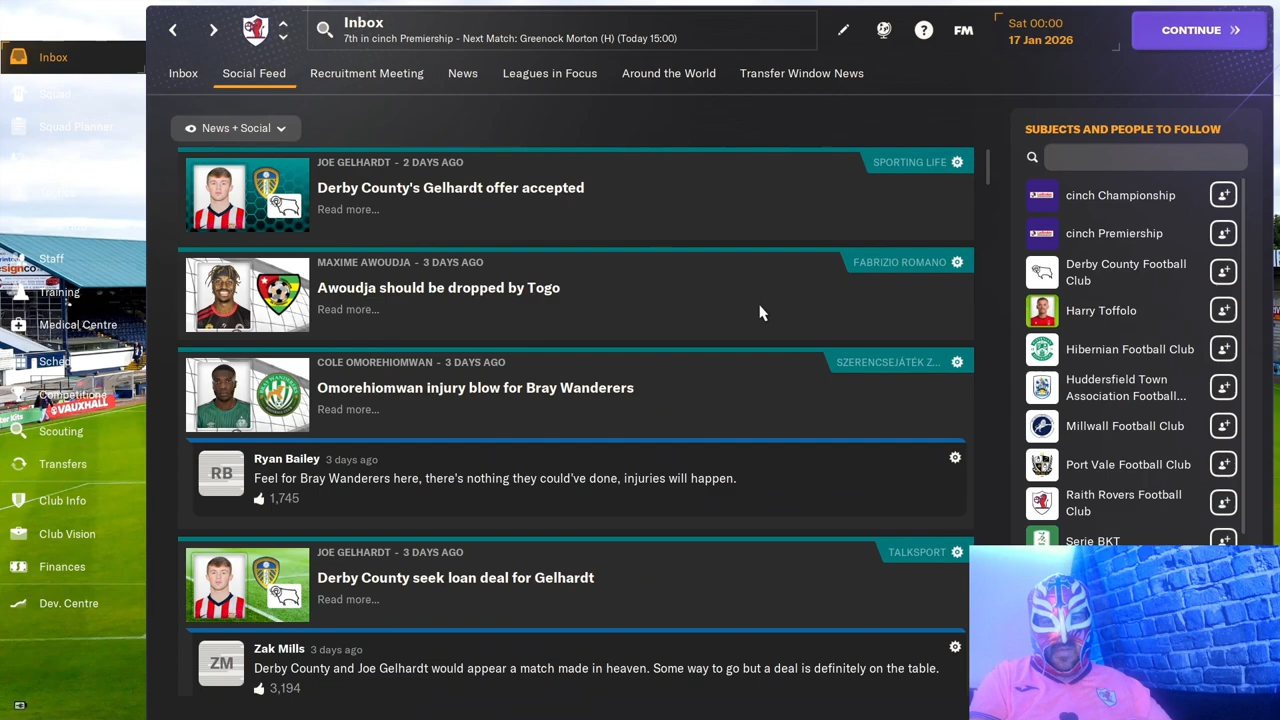 Inbox
7th in cinch Premiership - Next Match: Greenock Morton (H) (Today 15:00)
FM
Sat 00:00
17 Jan 2026
CONTINUE
Inbox
Squad
Squad Planner
Staff
Training
Medical Centre
Sched
Competitions
Scouting
Transfers
Club Info
Club Vision
Finances
Dev. Centre
VAUXHALL
Inbox Social Feed Recruitment Meeting News Leagues in Focus Around the World Transfer Window News
News + Social
JOE GELHARDT - 2 DAYS AGO
SPORTING LIFE
Derby County's Gelhardt offer accepted
Read more...
MAXIME AWOUDJA - 3 DAYS AGO
FABRIZIO ROMANO
Awoudja should be dropped by Togo
Read more...
COLE OMOREHIOMWAN - 3 DAYS AGO
SZERENCSEJÁTÉK Z...
Omorehiomwan injury blow for Bray Wanderers
Read more...
RB
Ryan Bailey 3 days ago
Feel for Bray Wanderers here, there's nothing they could've done, injuries will happen.
1,745
JOE GELHARDT - 3 DAYS AGO
TALKSPORT
Derby County seek loan deal for Gelhardt
Read more...
ZM
Zak Mills 3 days ago
Derby County and Joe Gelhardt would appear a match made in heaven. Some way to go but a deal is definitely on the table.
3,194
SUBJECTS AND PEOPLE TO FOLLOW
cinch Championship
cinch Premiership
Derby County Football
Club
Harry Toffolo
Hibernian Football Club
Huddersfield Town
Association Football...
Millwall Football Club
Port Vale Football Club
Raith Rovers Football
Club
Serie BKT